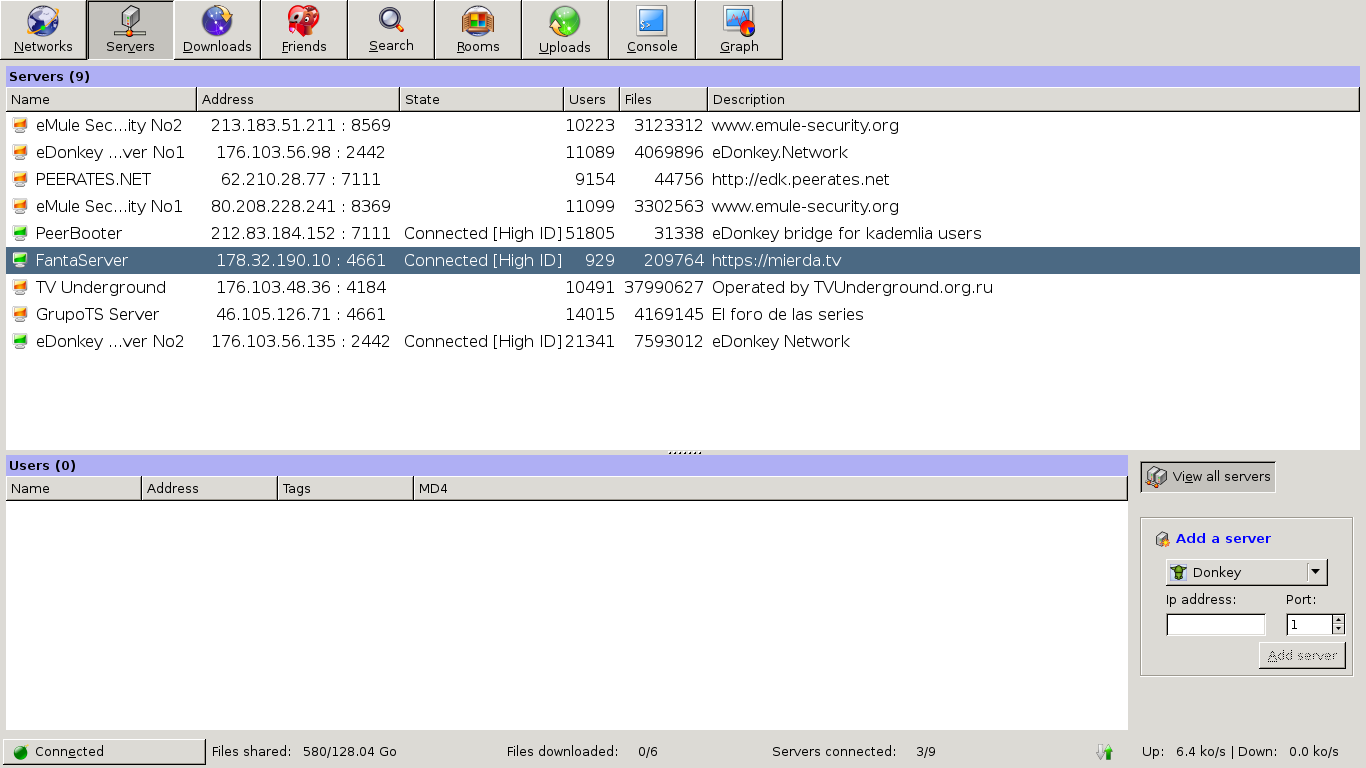 Networks Servers Downloads Friends Search Rooms Uploads Console Graph
Servers (9)
Name Address State Users Files Description
eMule Sec...ity No2 213.183.51.211 : 8569 10223 3123312 www.emule-security.org
eDonkey ...ver No1 176.103.56.98 : 2442 11089 4069896 eDonkey.Network
PEERATES.NET 62.210.28.77 : 7111 9154 44756 http://edk.peerates.net
eMule Sec...ity No1 80.208.228.241 : 8369 11099 3302563 www.emule-security.org
PeerBooter 212.83.184.152 : 7111 Connected [High ID] 51805 31338 eDonkey bridge for kademlia users
FantaServer 178.32.190.10 : 4661 Connected [High ID] 929 209764 https://mierda.tv
TV Underground 176.103.48.36 : 4184 10491 37990627 Operated by TVUnderground.org.ru
GrupoTS Server 46.105.126.71 : 4661 14015 4169145 El foro de las series
eDonkey ...ver No2 176.103.56.135 : 2442 Connected [High ID] 21341 7593012 eDonkey Network
Users (0)
Name Address Tags MD4
View all servers
Add a server
Donkey
Ip address: Port:
1
Add server
Connected Files shared: 580/128.04 Go Files downloaded: 0/6 Servers connected: 3/9 Up: 6.4 ko/s | Down: 0.0 ko/s